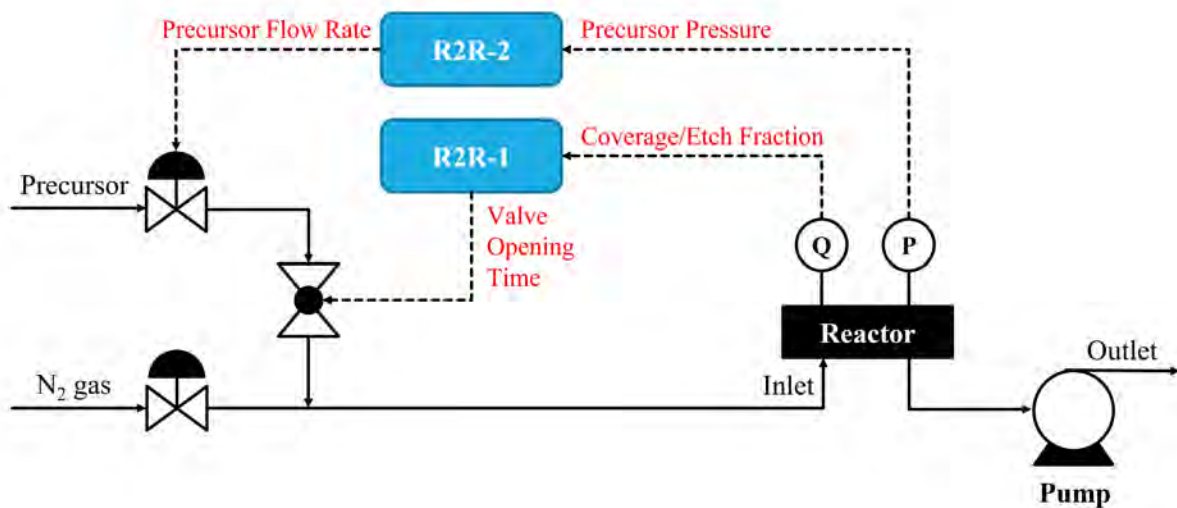 Precursor Flow Rate
R2R-2
Precursor Pressure
R2R-1
Coverage/Etch Fraction
Precursor
Valve
Opening
Time
Q
P
Reactor
N₂ gas
Inlet
Outlet
Pump